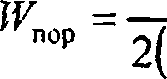 Wпор = —
2(